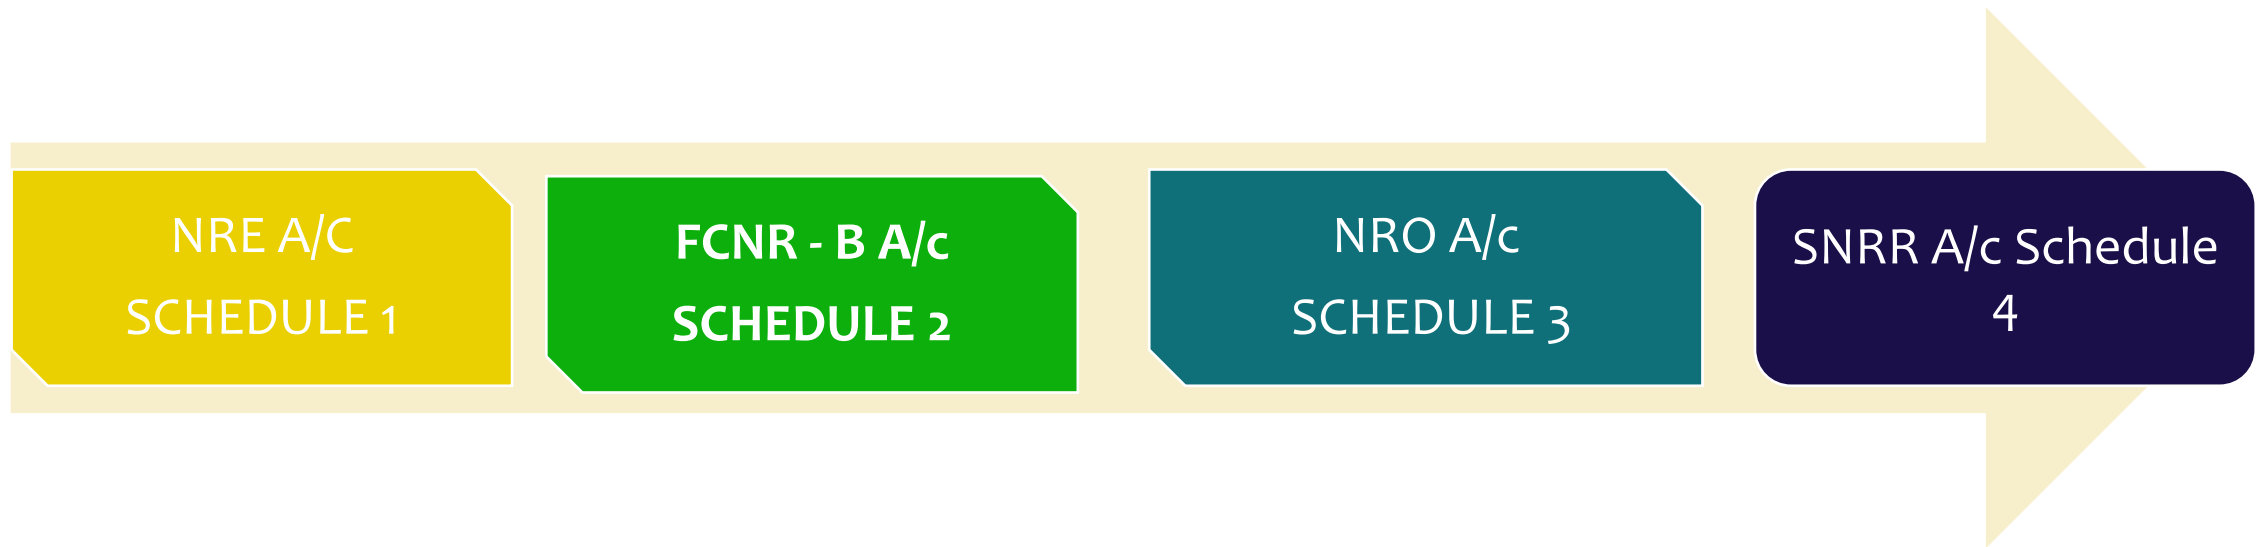 NRE A/C
SCHEDULE 1
FCNR - B A/c
SCHEDULE 2
NRO A/c
SCHEDULE 3
SNRR A/c Schedule
4